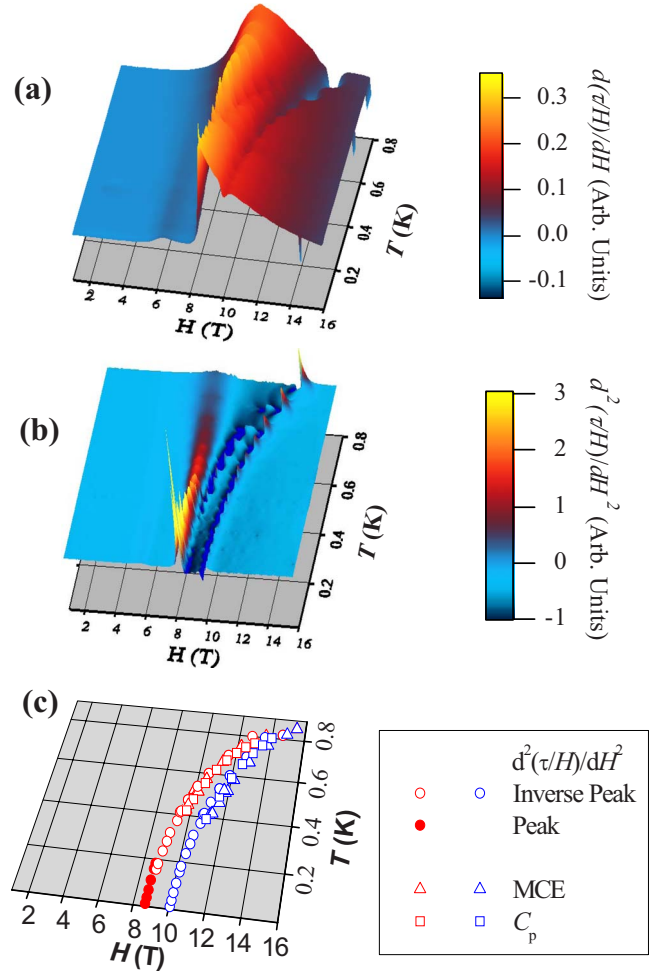 (a)
2
4
6
8
10
12
14
16
H (T)
0.2
0.4
0.6
0.8
T (K)
0.3
0.2
0.1
0.0
-0.1
d(τ/H)/dH (Arb. Units)
(b)
2
4
6
8
10
12
14
16
H (T)
0.2
0.4
0.6
0.8
T (K)
3
2
1
0
-1
d²(τ/H)/dH² (Arb. Units)
(c)
2
4
6
8
10
12
14
16
H (T)
0.2
0.4
0.6
0.8
T (K)
d²(τ/H)/dH²
Inverse Peak
Peak
MCE
Cₚ